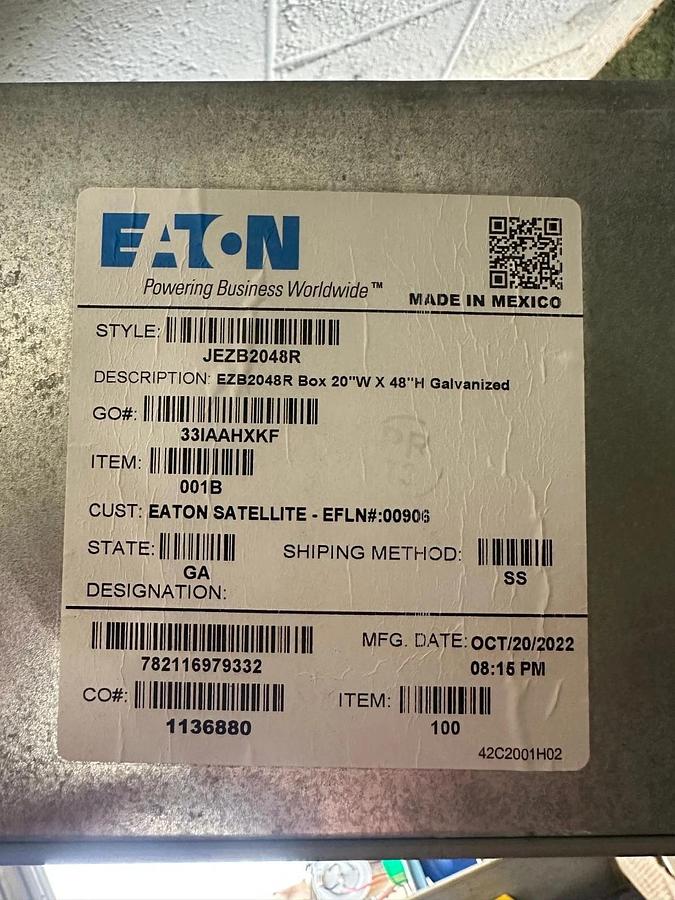 EATON
Powering Business Worldwide™
MADE IN MEXICO
STYLE:
JEZB2048R
DESCRIPTION: EZB2048R Box 20"W X 48"H Galvanized
GO#:
33IAAHXKF
ITEM:
001B
CUST: EATON SATELLITE - EFLN#:00906
STATE:
GA
SHIPING METHOD:
SS
DESIGNATION:
782116979332
MFG. DATE: OCT/20/2022
08:15 PM
CO#:
1136880
ITEM:
100
42C2001H02